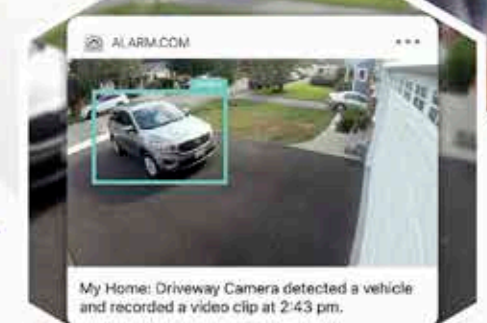 ALARM.COM
My Home: Driveway Camera detected a vehicle
and recorded a video clip at 2:43 pm.